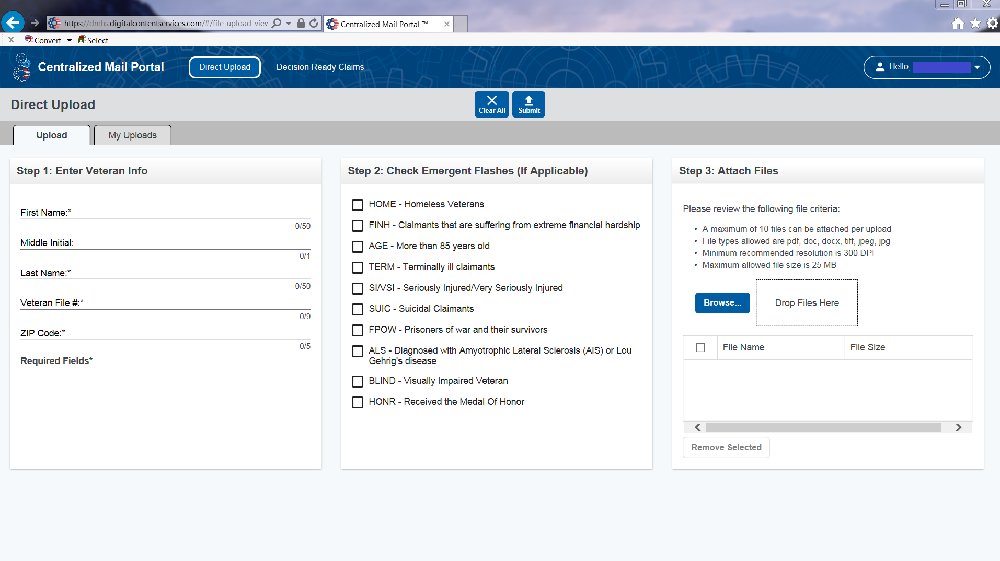 https://dmhs.digitalcontentservices.com/#/file-upload-view
Centralized Mail Portal ™
Convert
Select
Centralized Mail Portal
Direct Upload
Decision Ready Claims
Hello,
Direct Upload
Clear All
Submit
Upload
My Uploads
Step 1: Enter Veteran Info
First Name:*
0/50
Middle Initial:
0/1
Last Name:*
0/50
Veteran File #:*
0/9
ZIP Code:*
0/5
Required Fields*
Step 2: Check Emergent Flashes (If Applicable)
HOME - Homeless Veterans
FINH - Claimants that are suffering from extreme financial hardship
AGE - More than 85 years old
TERM - Terminally ill claimants
SI/VSI - Seriously Injured/Very Seriously Injured
SUIC - Suicidal Claimants
FPOW - Prisoners of war and their survivors
ALS - Diagnosed with Amyotrophic Lateral Sclerosis (AlS) or Lou
Gehrig's disease
BLIND - Visually Impaired Veteran
HONR - Received the Medal Of Honor
Step 3: Attach Files
Please review the following file criteria:
• A maximum of 10 files can be attached per upload
• File types allowed are pdf, doc, docx, tiff, jpeg, jpg
• Minimum recommended resolution is 300 DPI
• Maximum allowed file size is 25 MB
Browse...
Drop Files Here
File Name
File Size
Remove Selected